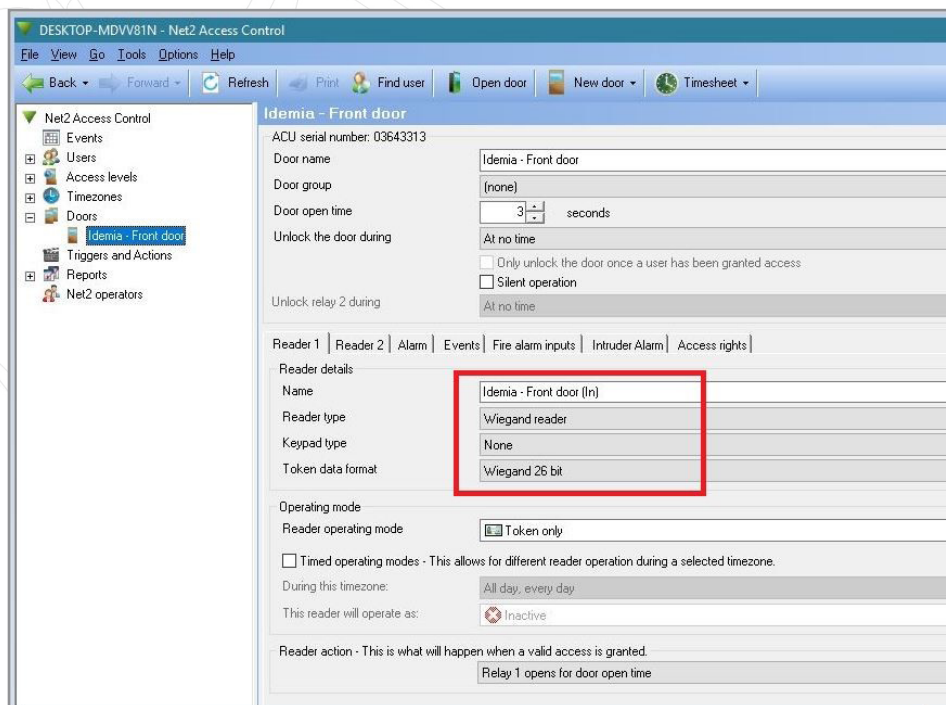 DESKTOP-MDVV81N - Net2 Access Control
File View Go Tools Options Help
Back Forward Refresh Print Find user Open door New door Timesheet
Net2 Access Control
Events
Users
Access levels
Timezones
Doors
Idemia - Front door
Triggers and Actions
Reports
Net2 operators
Idemia - Front door
ACU serial number: 03643313
Door name Idemia - Front door
Door group (none)
Door open time 3 seconds
Unlock the door during At no time
Only unlock the door once a user has been granted access
Silent operation
Unlock relay 2 during At no time
Reader 1 Reader 2 Alarm Events Fire alarm inputs Intruder Alarm Access rights
Reader details
Name Idemia - Front door (In)
Reader type Wiegand reader
Keypad type None
Token data format Wiegand 26 bit
Operating mode
Reader operating mode Token only
Timed operating modes - This allows for different reader operation during a selected timezone.
During this timezone: All day, every day
This reader will operate as: Inactive
Reader action - This is what will happen when a valid access is granted.
Relay 1 opens for door open time